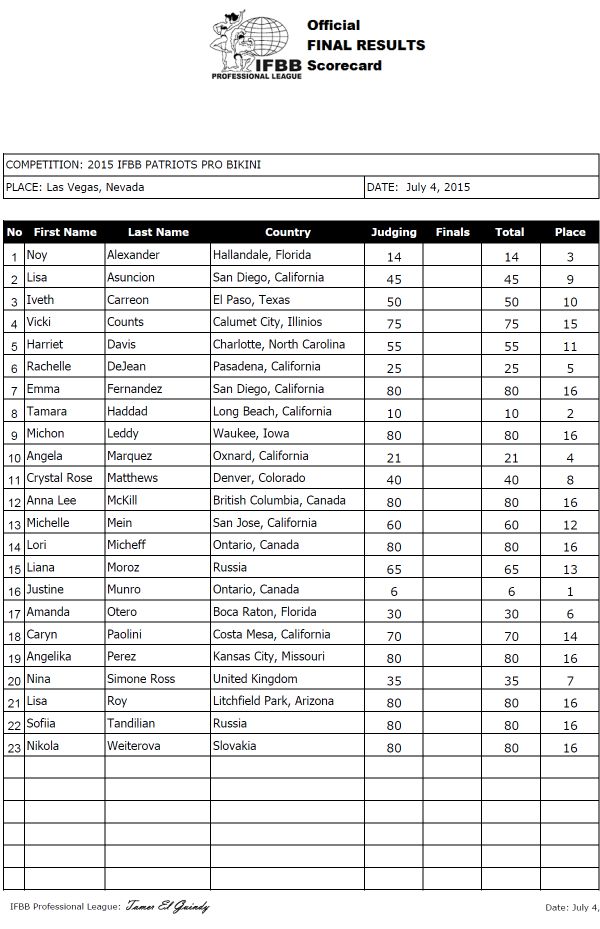 Official
FINAL RESULTS
Scorecard
IFBB
PROFESSIONAL LEAGUE
COMPETITION: 2015 IFBB PATRIOTS PRO BIKINI
PLACE: Las Vegas, Nevada DATE: July 4, 2015
No First Name Last Name Country Judging Finals Total Place
1 Noy Alexander Hallandale, Florida 14 14 3
2 Lisa Asuncion San Diego, California 45 45 9
3 Iveth Carreon El Paso, Texas 50 50 10
4 Vicki Counts Calumet City, Illinios 75 75 15
5 Harriet Davis Charlotte, North Carolina 55 55 11
6 Rachelle DeJean Pasadena, California 25 25 5
7 Emma Fernandez San Diego, California 80 80 16
8 Tamara Haddad Long Beach, California 10 10 2
9 Michon Leddy Waukee, Iowa 80 80 16
10 Angela Marquez Oxnard, California 21 21 4
11 Crystal Rose Matthews Denver, Colorado 40 40 8
12 Anna Lee McKill British Columbia, Canada 80 80 16
13 Michelle Mein San Jose, California 60 60 12
14 Lori Micheff Ontario, Canada 80 80 16
15 Liana Moroz Russia 65 65 13
16 Justine Munro Ontario, Canada 6 6 1
17 Amanda Otero Boca Raton, Florida 30 30 6
18 Caryn Paolini Costa Mesa, California 70 70 14
19 Angelika Perez Kansas City, Missouri 80 80 16
20 Nina Simone Ross United Kingdom 35 35 7
21 Lisa Roy Litchfield Park, Arizona 80 80 16
22 Sofiia Tandilian Russia 80 80 16
23 Nikola Weiterova Slovakia 80 80 16
IFBB Professional League: Tamer El Guindy Date: July 4,